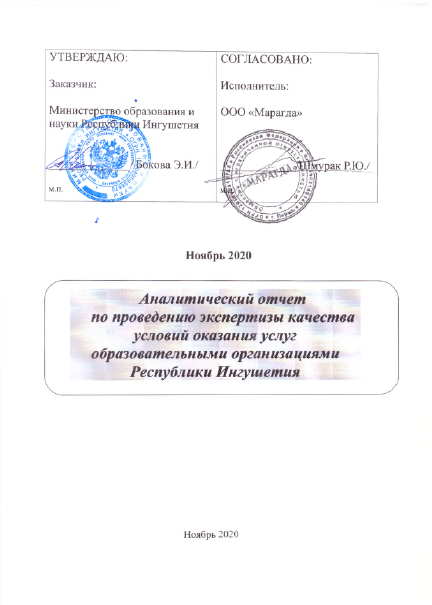 УТВЕРЖДАЮ:
Заказчик:
Министерство образования и
науки Республики Ингушетия
/Бокова Э.И./
м.п.
СОГЛАСОВАНО:
Исполнитель:
ООО «Марагда»
/Шмурак Р.Ю./
«МАРАГДА»
Ноябрь 2020
Аналитический отчет
по проведению экспертизы качества
условий оказания услуг
образовательными организациями
Республики Ингушетия
Ноябрь 2020